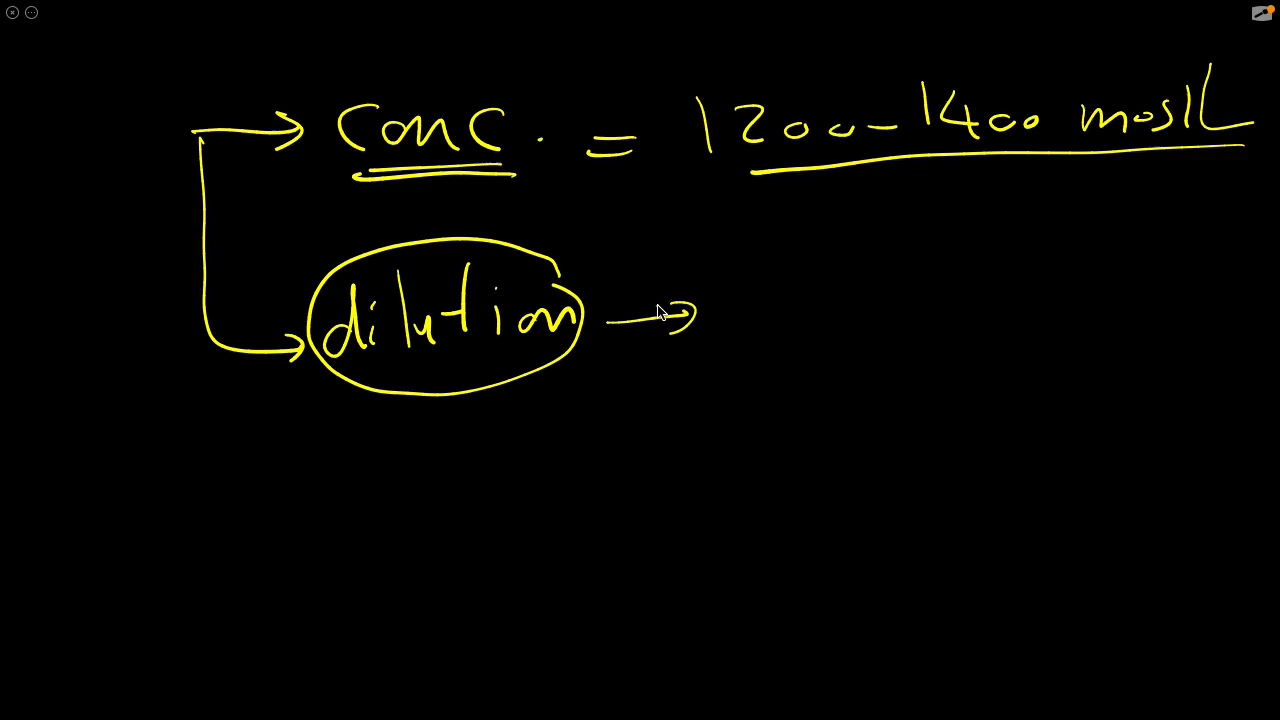 → conc. = 1200-1400 mosl/L
dilution →